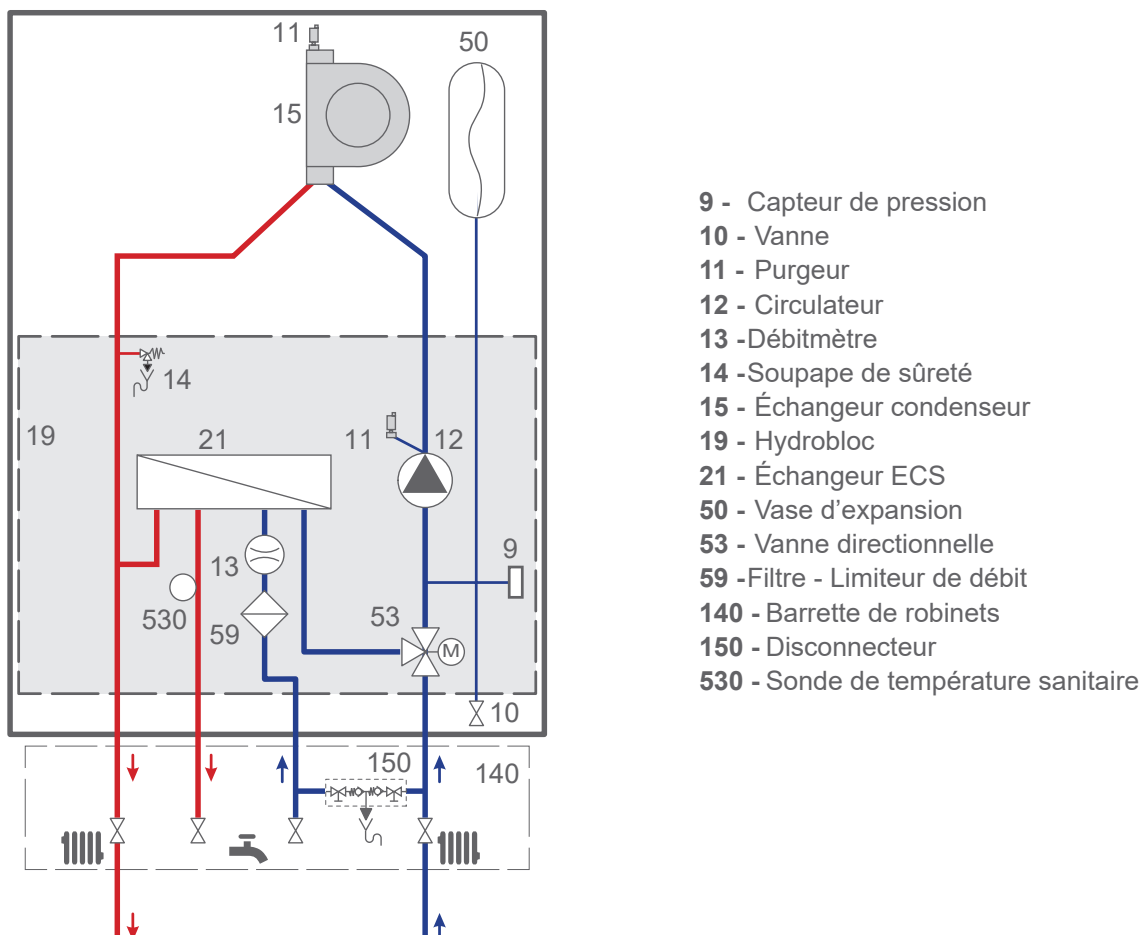 11
50
15
14
19
21
11
12
9
13
530
59
53
M
10
150
140
9 - Capteur de pression
10 - Vanne
11 - Purgeur
12 - Circulateur
13 -Débitmètre
14 -Soupape de sûreté
15 - Échangeur condenseur
19 - Hydrobloc
21 - Échangeur ECS
50 - Vase d’expansion
53 - Vanne directionnelle
59 -Filtre - Limiteur de débit
140 - Barrette de robinets
150 - Disconnecteur
530 - Sonde de température sanitaire